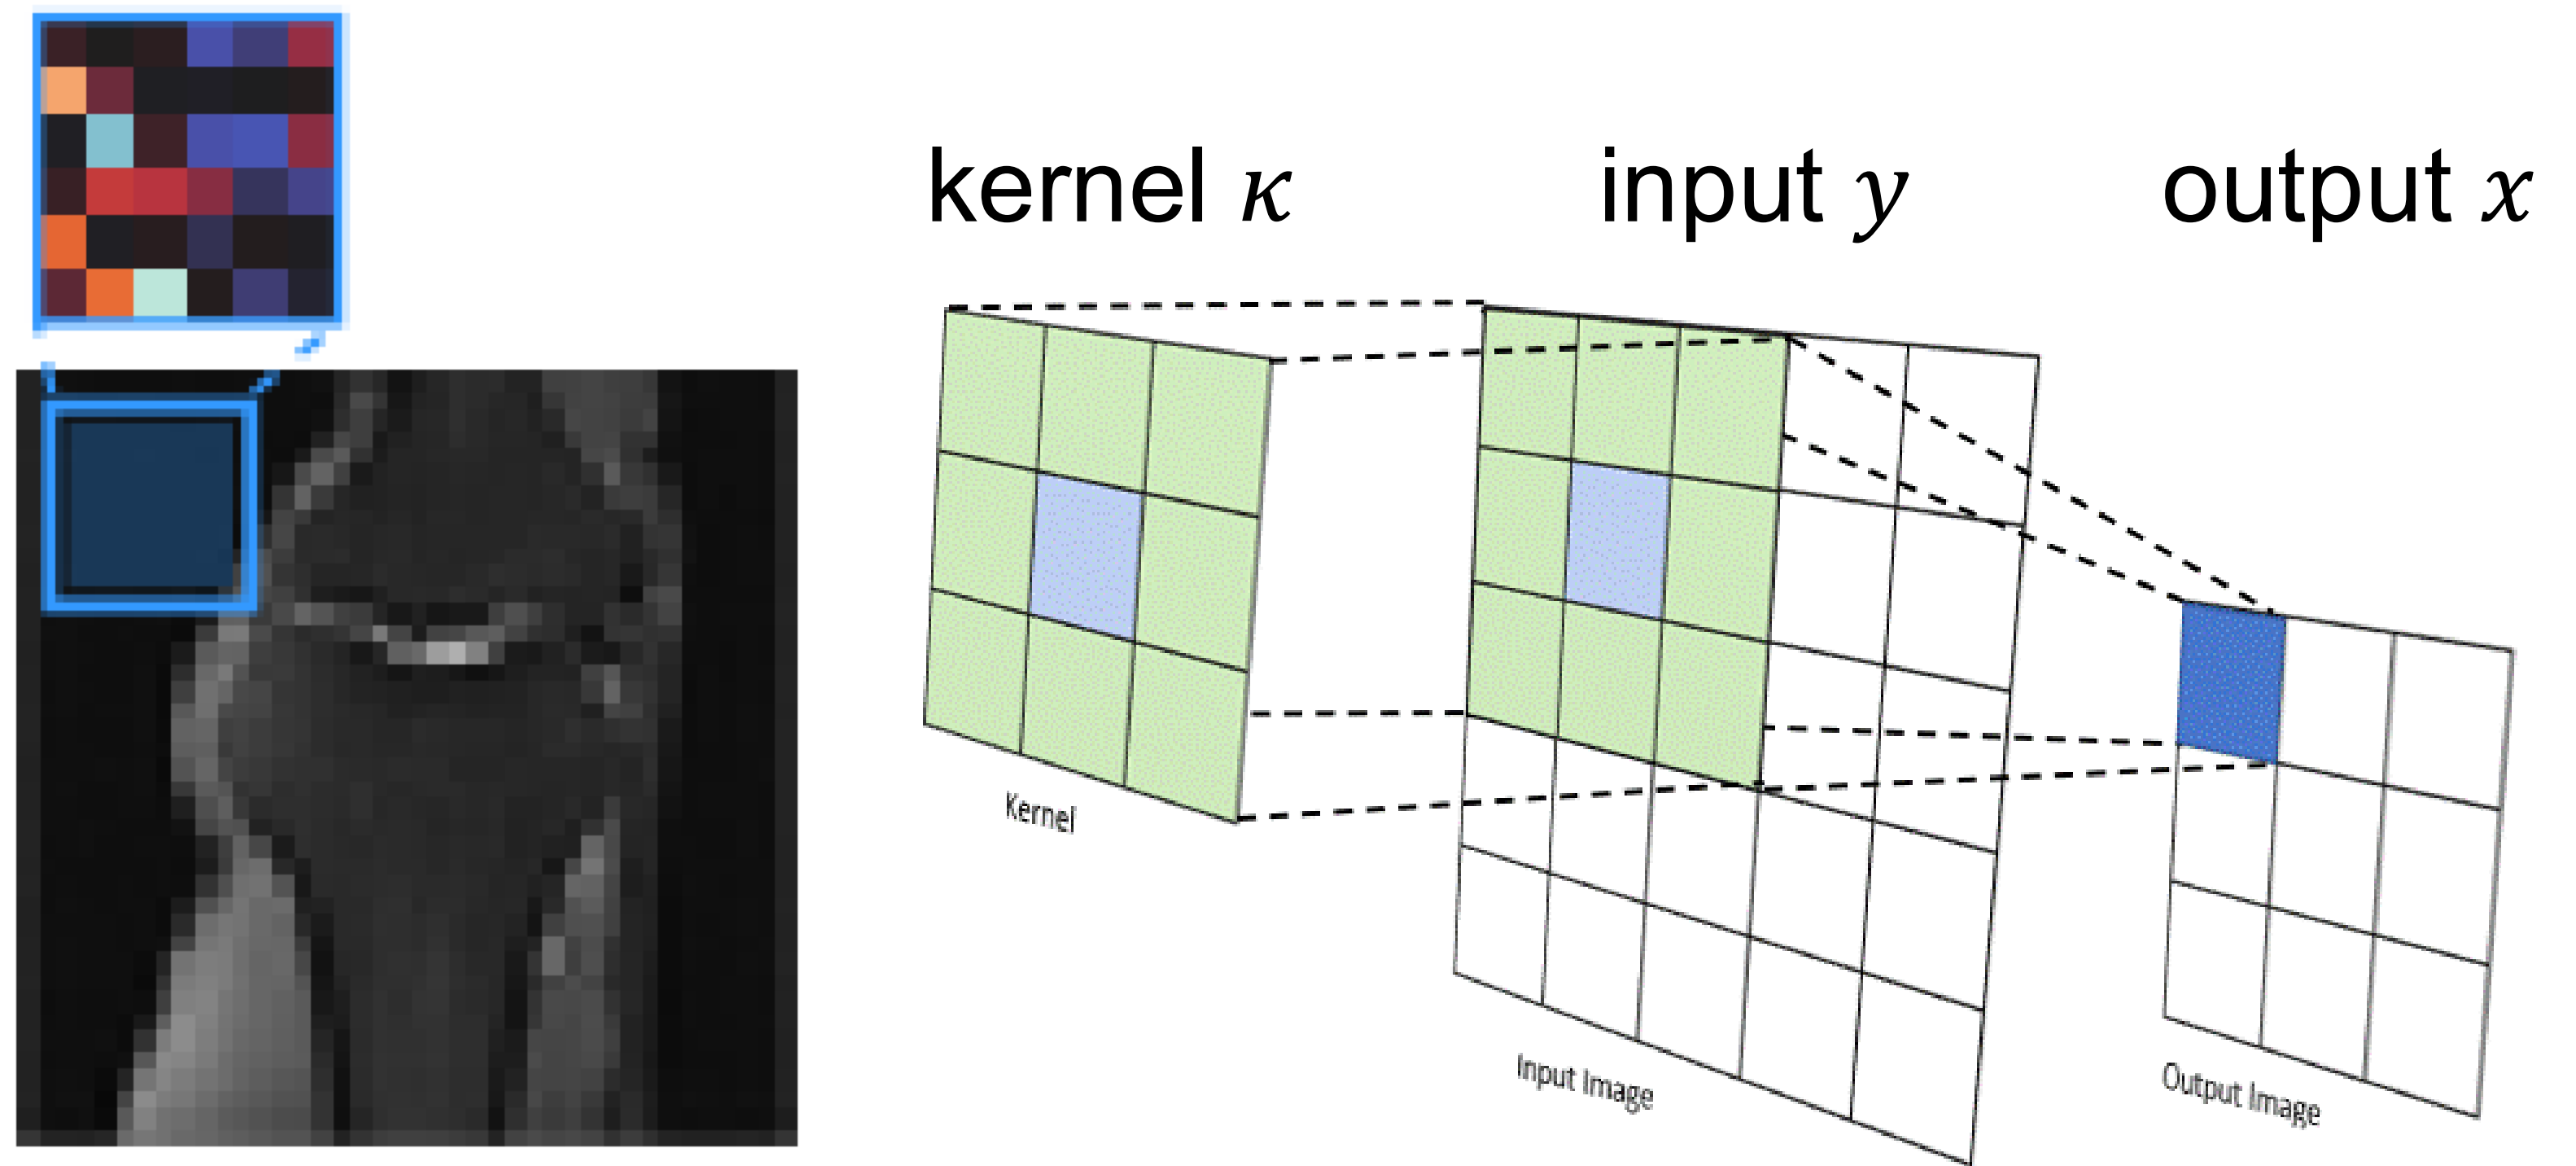 kernel κ
input y
output x
Kernel
Input Image
Output Image